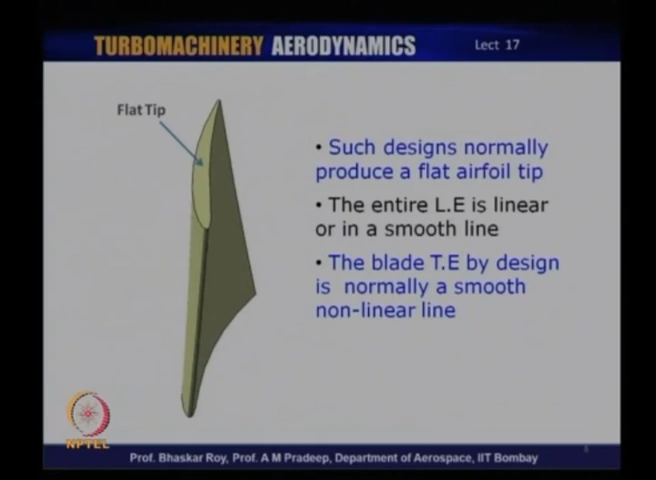 TURBOMACHINERY AERODYNAMICS
Lect 17
Flat Tip
• Such designs normally
produce a flat airfoil tip
• The entire L.E is linear
or in a smooth line
• The blade T.E by design
is normally a smooth
non-linear line
NPTEL
Prof. Bhaskar Roy, Prof. A M Pradeep, Department of Aerospace, IIT Bombay